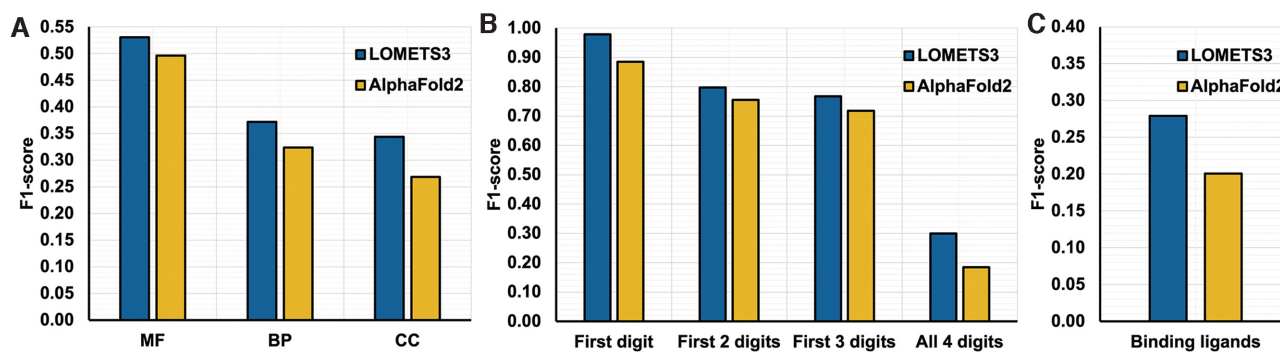 A
F1-score
0.55
0.50
0.45
0.40
0.35
0.30
0.25
0.20
0.15
0.10
0.05
0.00
LOMETS3
AlphaFold2
MF BP CC
B
F1-score
1.00
0.90
0.80
0.70
0.60
0.50
0.40
0.30
0.20
0.10
0.00
LOMETS3
AlphaFold2
First digit First 2 digits First 3 digits All 4 digits
C
F1-score
0.40
0.35
0.30
0.25
0.20
0.15
0.10
0.05
0.00
LOMETS3
AlphaFold2
Binding ligands